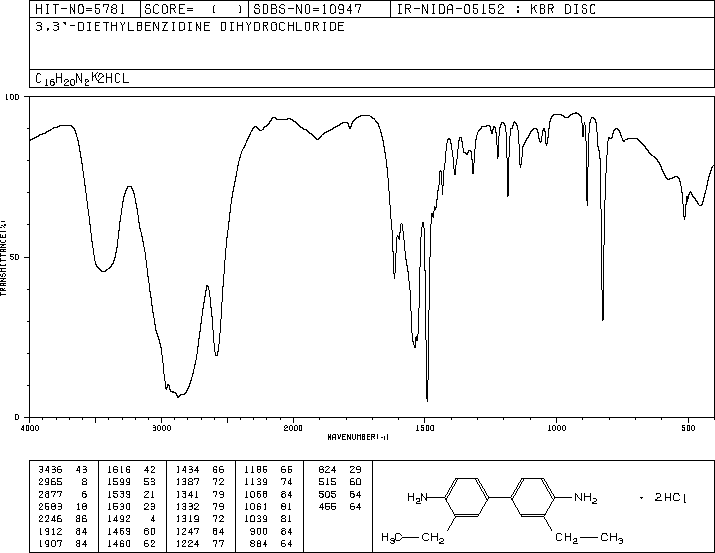 HIT-NO=5781 SCORE= ( ) SDBS-NO=10947 IR-NIDA-05152 : KBR DISC
3,3'-DIETHYLBENZIDINE DIHYDROCHLORIDE
C16H20N2 2HCL
100
50
0
TRANSMITTANCE(%)
4000 3000 2000 1500 1000 500
WAVENUMBER(-1)
3436 43 1616 42 1434 66 1186 66 824 29
2965 8 1599 53 1387 72 1139 74 515 60
2877 6 1539 21 1341 79 1068 84 505 64
2589 18 1530 29 1332 79 1061 81 455 64
2246 86 1492 4 1319 72 1039 81
1912 84 1469 60 1247 84 900 84
1907 84 1460 62 1224 77 884 64
H2N NH2 · 2HCl
H3C CH2 CH2 CH3